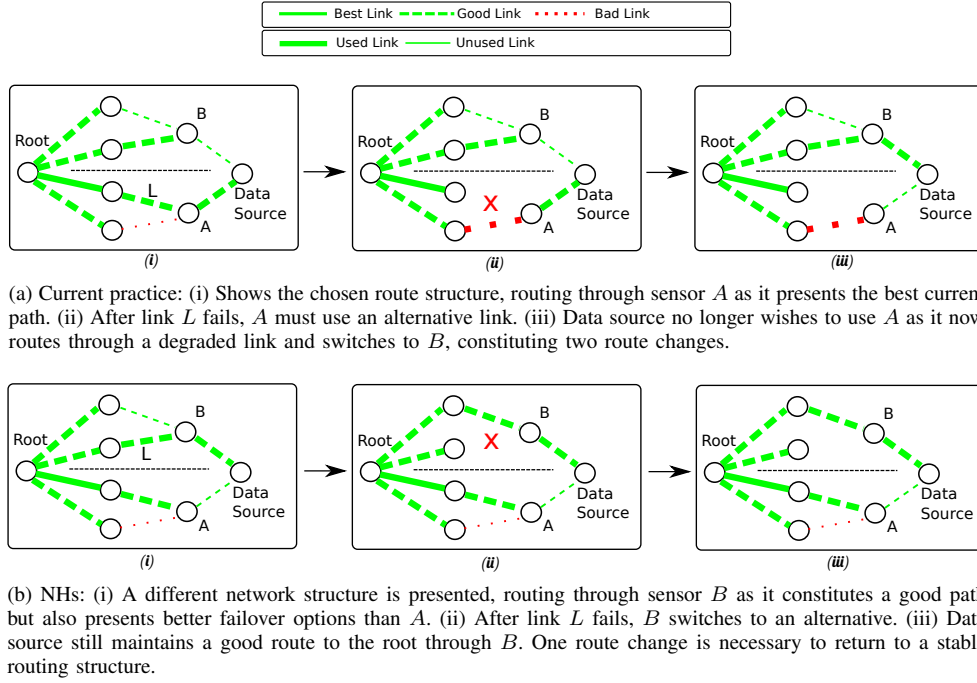 Best Link Good Link Bad Link
Used Link Unused Link
Root B L A Data Source
(i)
Root B X A Data Source
(ii)
Root B A Data Source
(iii)
(a) Current practice: (i) Shows the chosen route structure, routing through sensor A as it presents the best curren
path. (ii) After link L fails, A must use an alternative link. (iii) Data source no longer wishes to use A as it now
routes through a degraded link and switches to B, constituting two route changes.
Root B L A Data Source
(i)
Root B X A Data Source
(ii)
Root B A Data Source
(iii)
(b) NHs: (i) A different network structure is presented, routing through sensor B as it constitutes a good path
but also presents better failover options than A. (ii) After link L fails, B switches to an alternative. (iii) Dat
source still maintains a good route to the root through B. One route change is necessary to return to a stabl
routing structure.